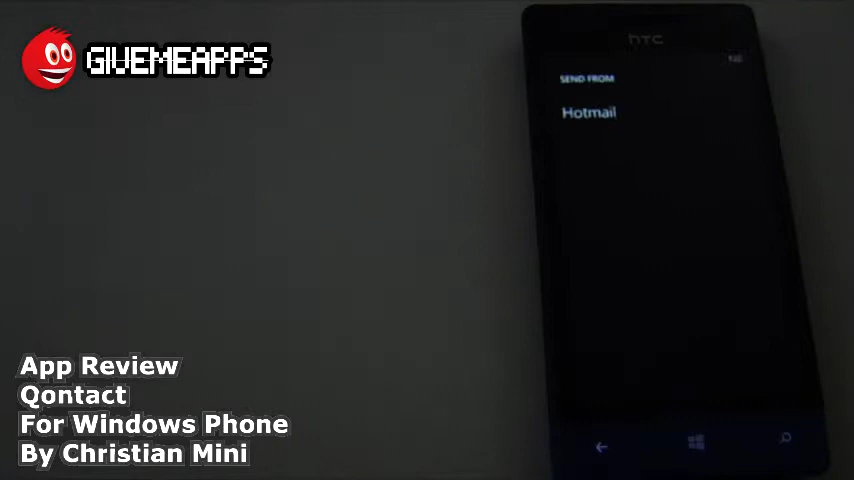 GIVEMEAPPS
hTC
SEND FROM
Hotmail
App Review
Qontact
For Windows Phone
By Christian Mini